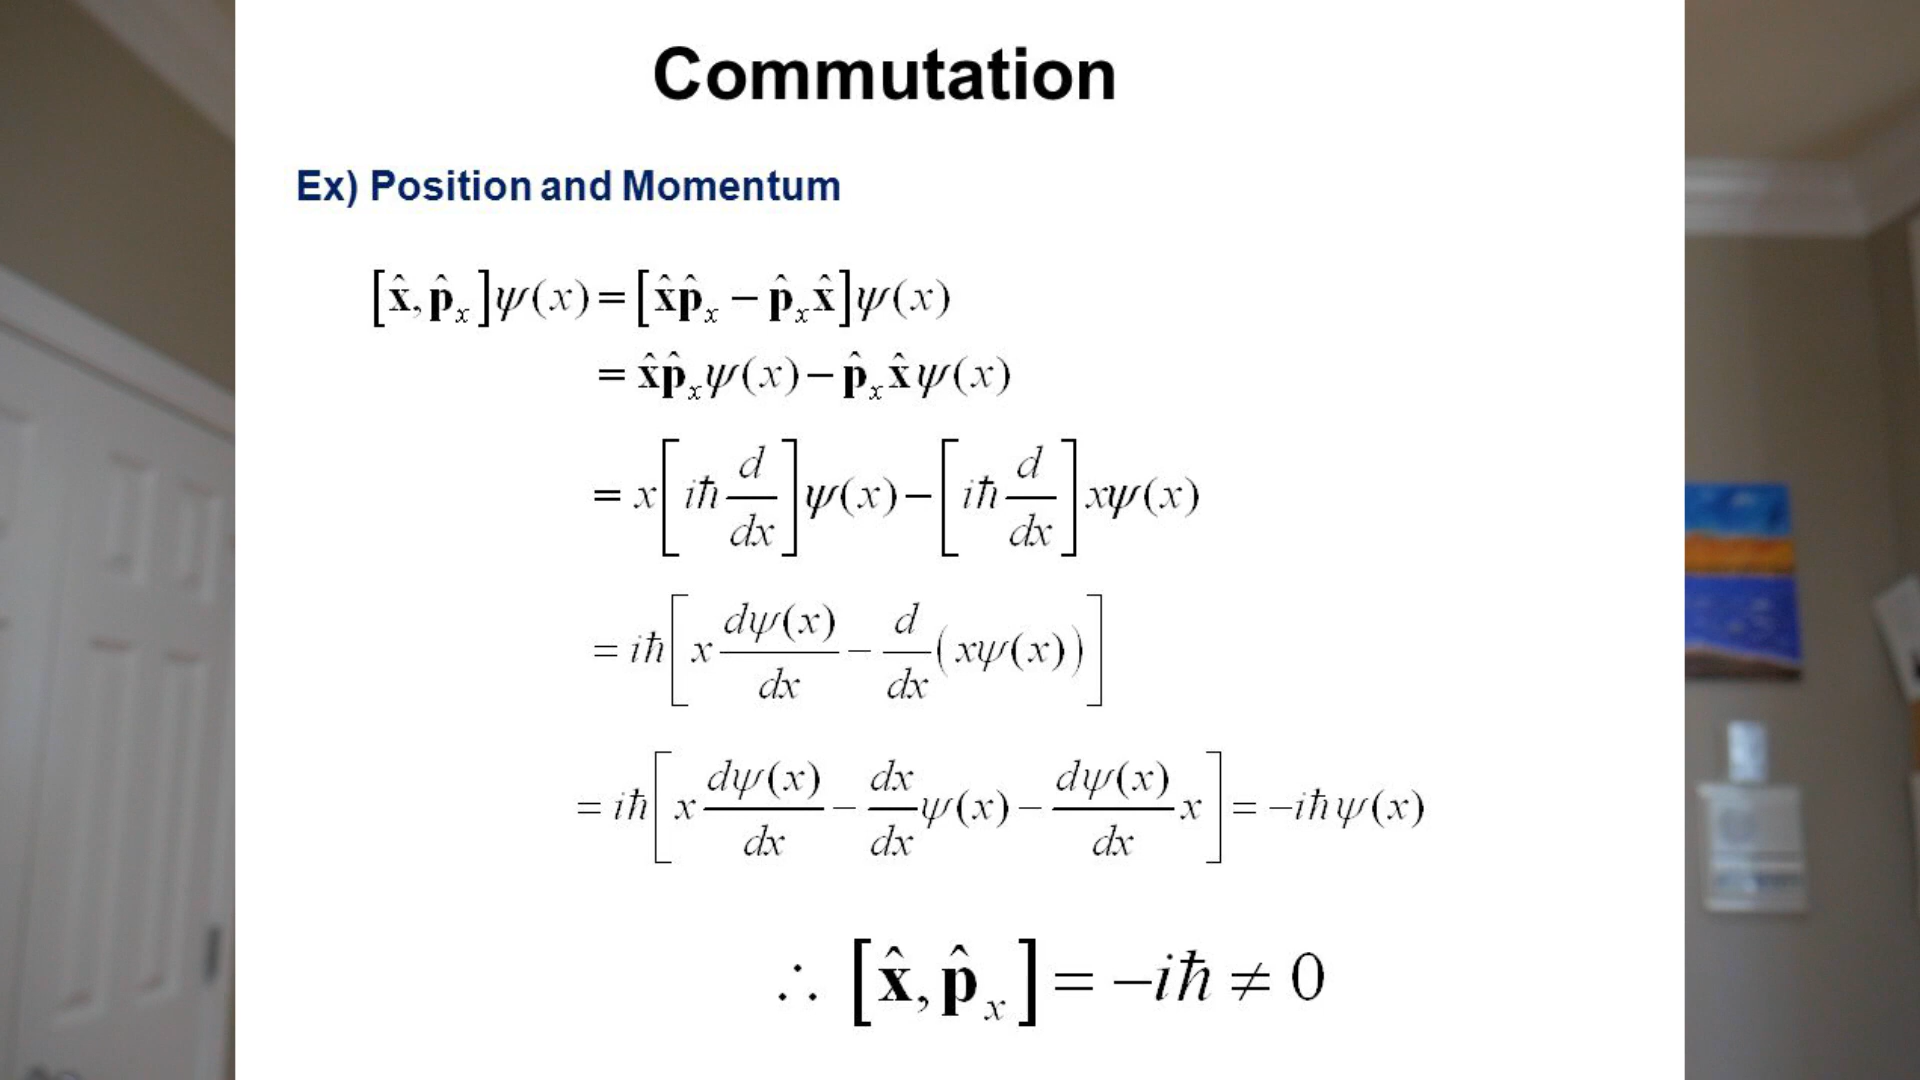 Commutation
Ex) Position and Momentum
[x̂, p̂ₓ]ψ(x) = [x̂p̂ₓ − p̂ₓx̂]ψ(x)
= x̂p̂ₓψ(x) − p̂ₓx̂ψ(x)
= x[iħ d/dx]ψ(x) − [iħ d/dx]xψ(x)
= iħ[x dψ(x)/dx − d/dx (xψ(x))]
= iħ[x dψ(x)/dx − dx/dx ψ(x) − dψ(x)/dx x] = −iħψ(x)
∴ [x̂, p̂ₓ] = −iħ ≠ 0